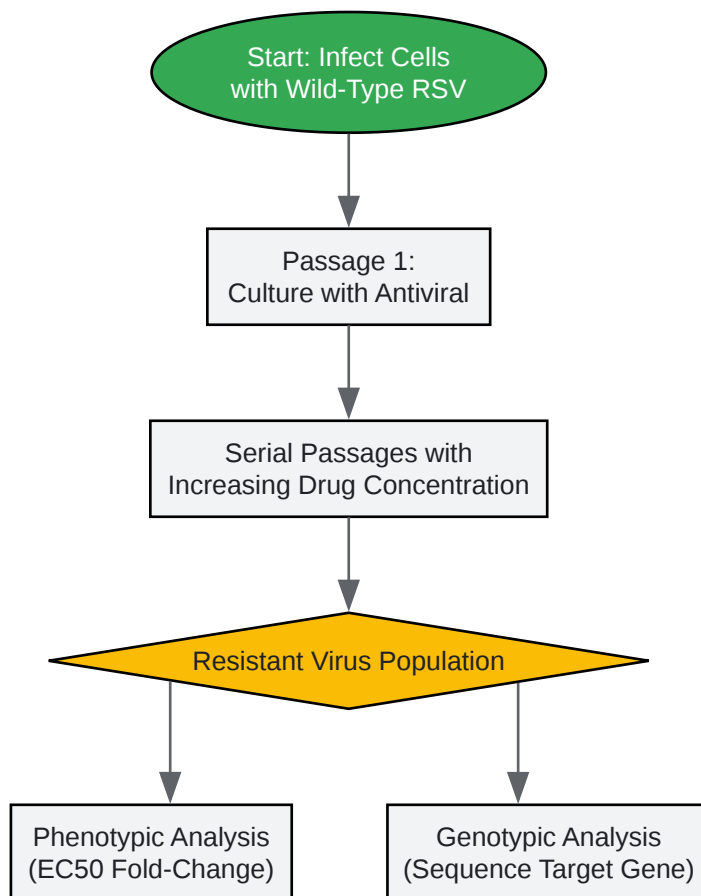 Start: Infect Cells
with Wild-Type RSV
Passage 1:
Culture with Antiviral
Serial Passages with
Increasing Drug Concentration
Resistant Virus Population
Phenotypic Analysis
(EC50 Fold-Change)
Genotypic Analysis
(Sequence Target Gene)